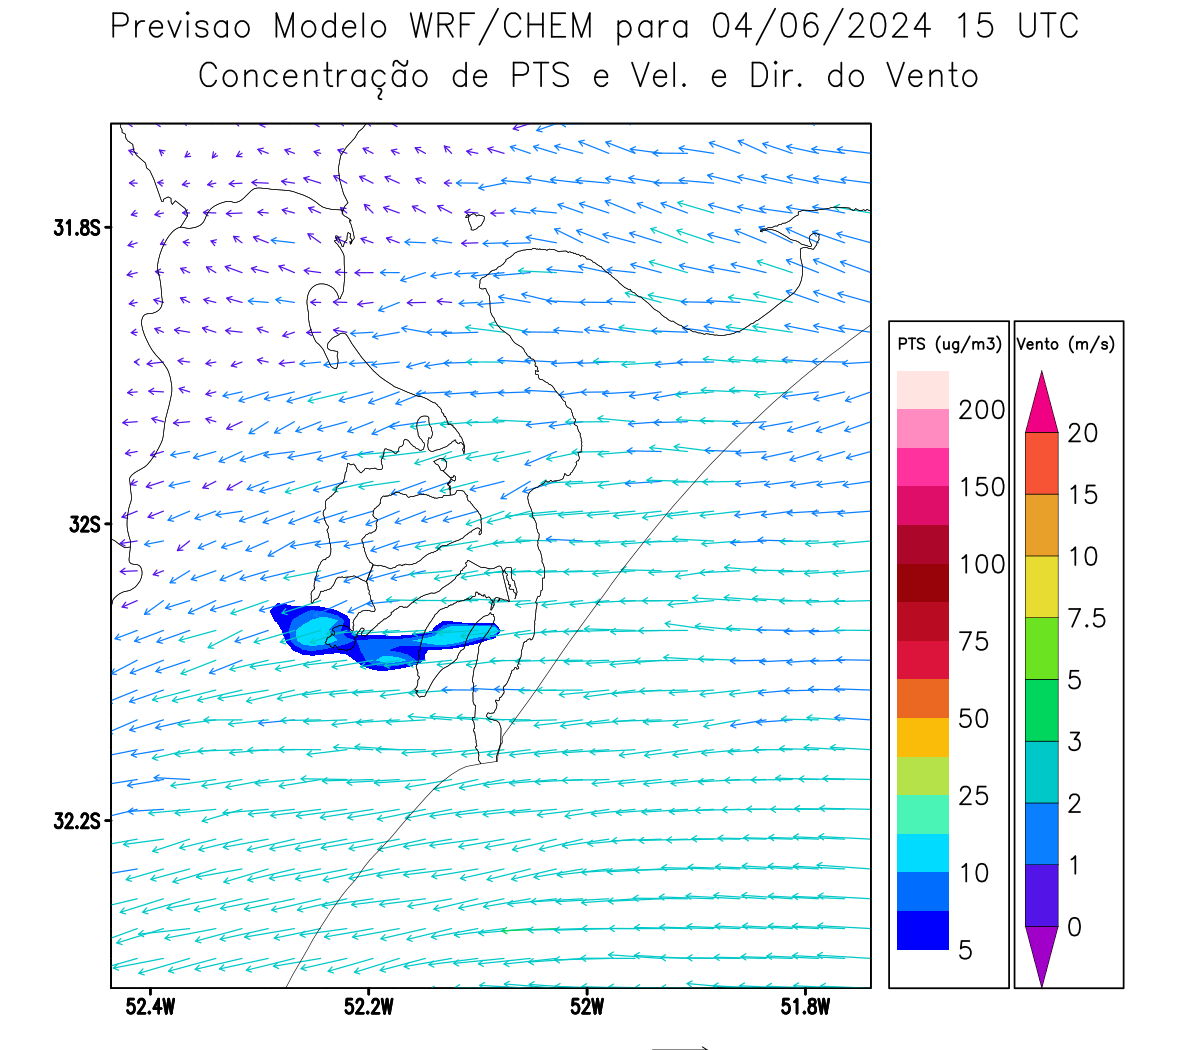 Previsao Modelo WRF/CHEM para 04/06/2024 15 UTC
Concentração de PTS e Vel. e Dir. do Vento
31.8S
32S
32.2S
52.4W
52.2W
52W
51.8W
PTS (ug/m3)
200
150
100
75
50
25
10
5
Vento (m/s)
20
15
10
7.5
5
3
2
1
0